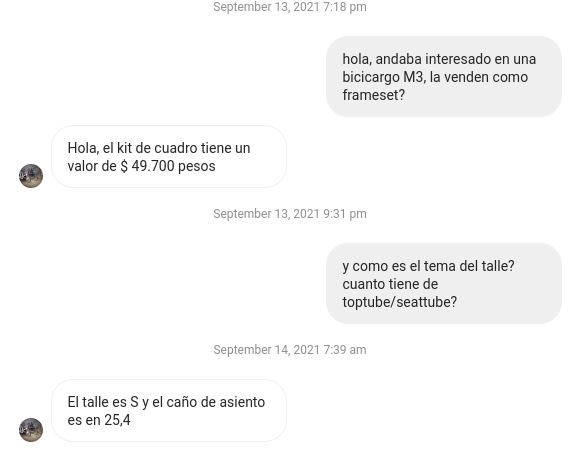 September 13, 2021 7:18 pm
hola, andaba interesado en una
bicicargo M3, la venden como
frameset?
Hola, el kit de cuadro tiene un
valor de $ 49.700 pesos
September 13, 2021 9:31 pm
y como es el tema del talle?
cuanto tiene de
toptube/seattube?
September 14, 2021 7:39 am
El talle es S y el caño de asiento
es en 25,4